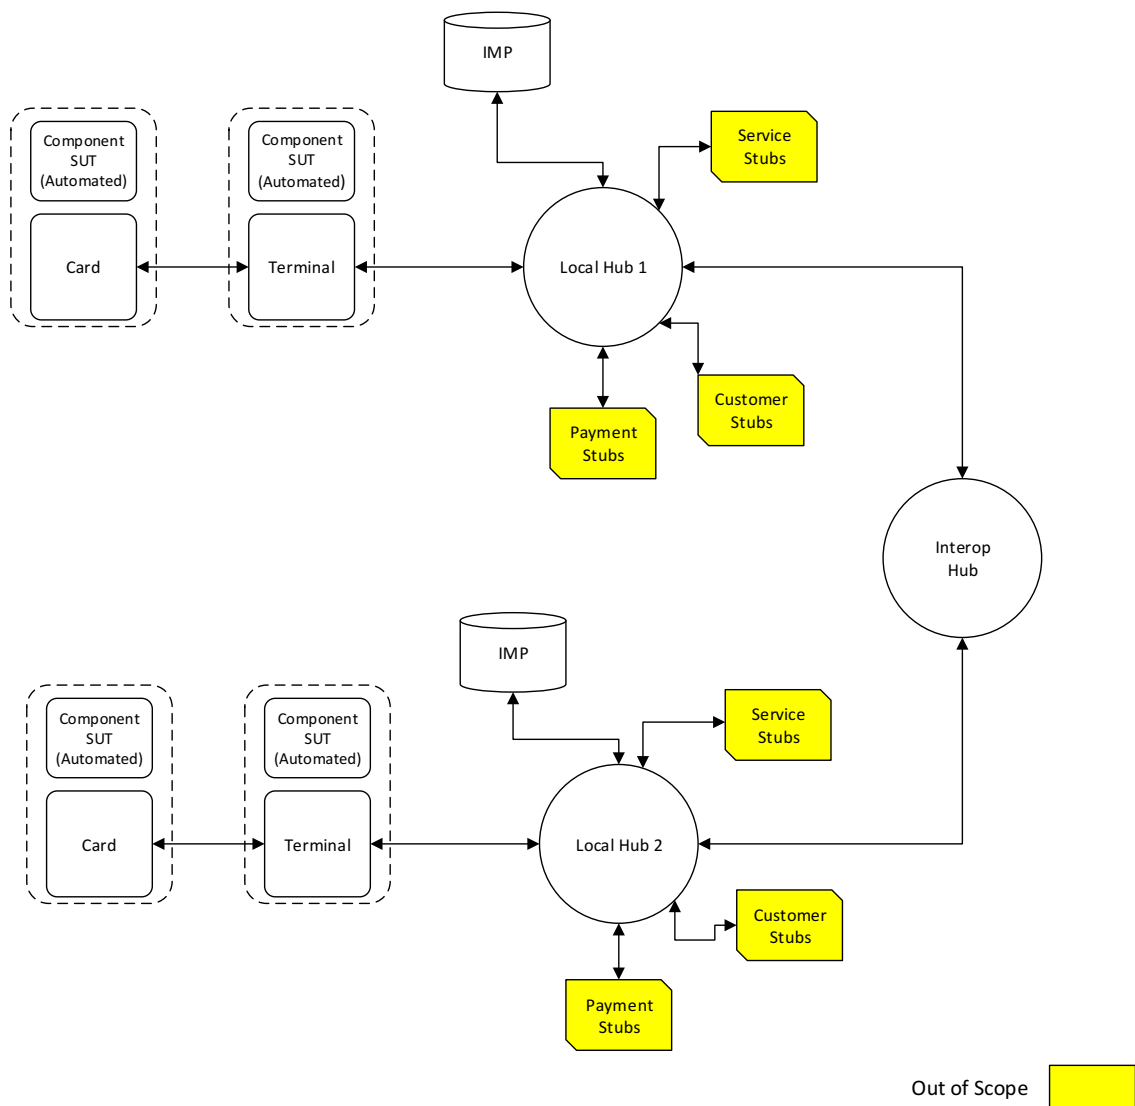 IMP
Component
SUT
(Automated)
Component
SUT
(Automated)
Service
Stubs
Card
Terminal
Local Hub 1
Customer
Stubs
Payment
Stubs
Interop
Hub
IMP
Component
SUT
(Automated)
Component
SUT
(Automated)
Service
Stubs
Card
Terminal
Local Hub 2
Customer
Stubs
Payment
Stubs
Out of Scope